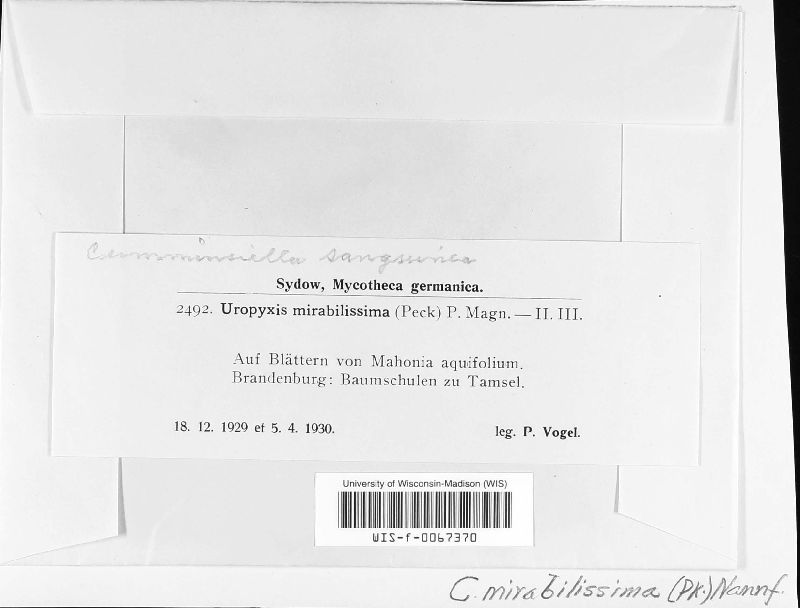 Cumminsiella sanguinea
Sydow, Mycotheca germanica.
2492. Uropyxis mirabilissima (Peck) P. Magn. — II. III.
Auf Blättern von Mahonia aquifolium.
Brandenburg: Baumschulen zu Tamsel.
18. 12. 1929 et 5. 4. 1930.
leg. P. Vogel.
University of Wisconsin-Madison (WIS)
WIS-f-0067370
C. mirabilissima (Pk.) Nannf.